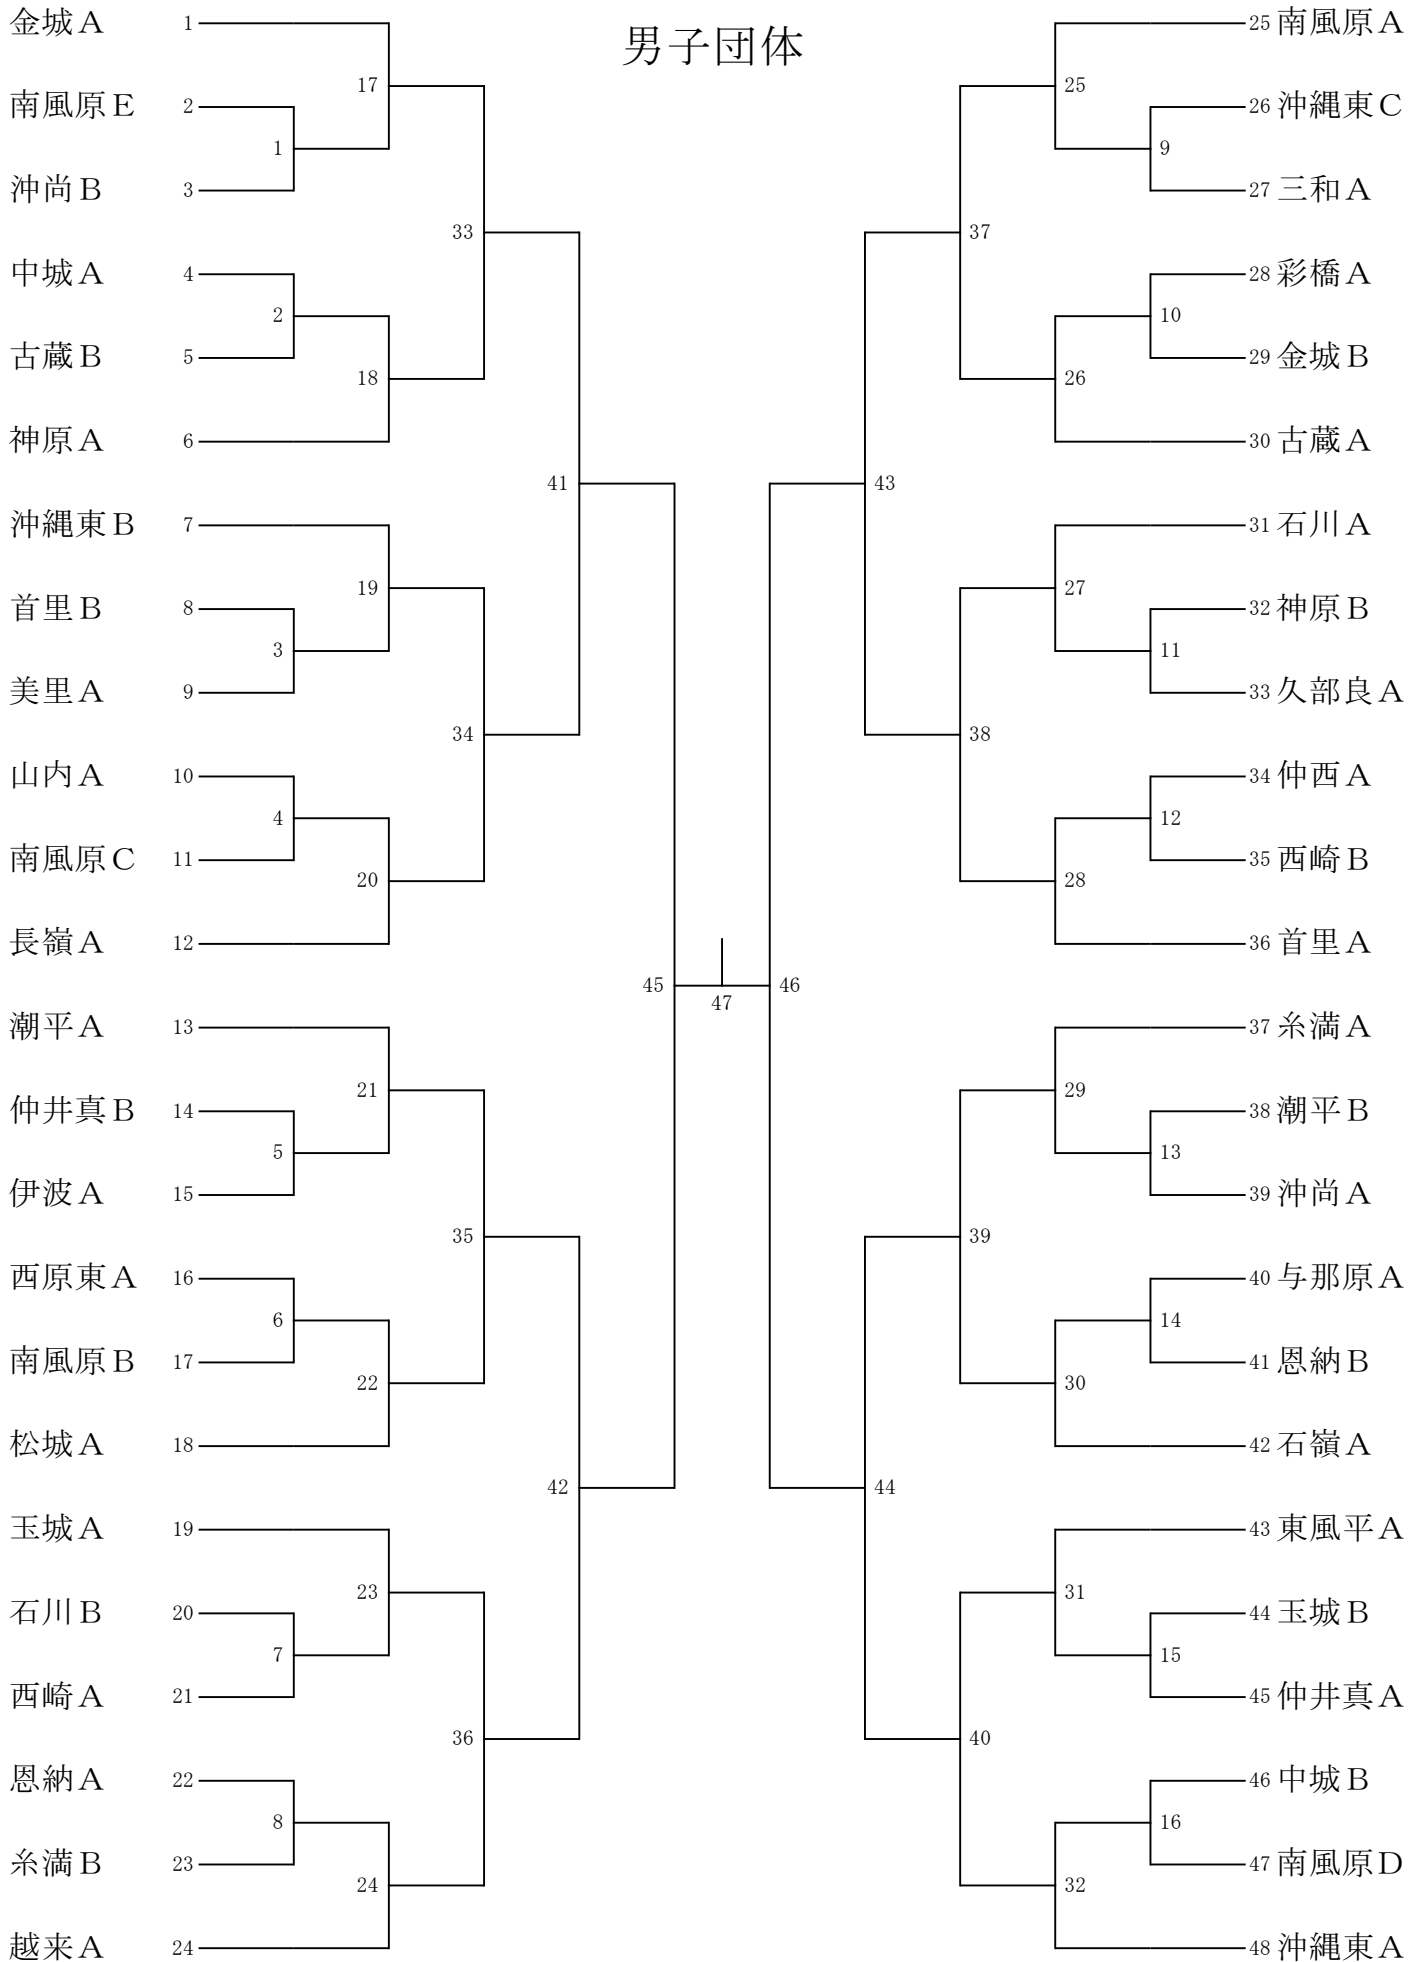 男子団体
金城Ａ 1
17
南風原Ｅ 2
1
沖尚Ｂ 3
33
中城Ａ 4
2
古蔵Ｂ 5
18
神原Ａ 6
41
沖縄東Ｂ 7
19
首里Ｂ 8
3
美里Ａ 9
34
山内Ａ 10
4
南風原Ｃ 11
20
長嶺Ａ 12
45
潮平Ａ 13
21
仲井真Ｂ 14
5
伊波Ａ 15
35
西原東Ａ 16
6
南風原Ｂ 17
22
松城Ａ 18
42
玉城Ａ 19
23
石川Ｂ 20
7
西崎Ａ 21
36
恩納Ａ 22
8
糸満Ｂ 23
24
越来Ａ 24
47
25 南風原Ａ
25
26 沖縄東Ｃ
9
27 三和Ａ
37
28 彩橋Ａ
10
29 金城Ｂ
26
30 古蔵Ａ
43
31 石川Ａ
27
32 神原Ｂ
11
33 久部良Ａ
38
34 仲西Ａ
12
35 西崎Ｂ
28
36 首里Ａ
46
37 糸満Ａ
29
38 潮平Ｂ
13
39 沖尚Ａ
39
40 与那原Ａ
14
41 恩納Ｂ
30
42 石嶺Ａ
44
43 東風平Ａ
31
44 玉城Ｂ
15
45 仲井真Ａ
40
46 中城Ｂ
16
47 南風原Ｄ
32
48 沖縄東Ａ